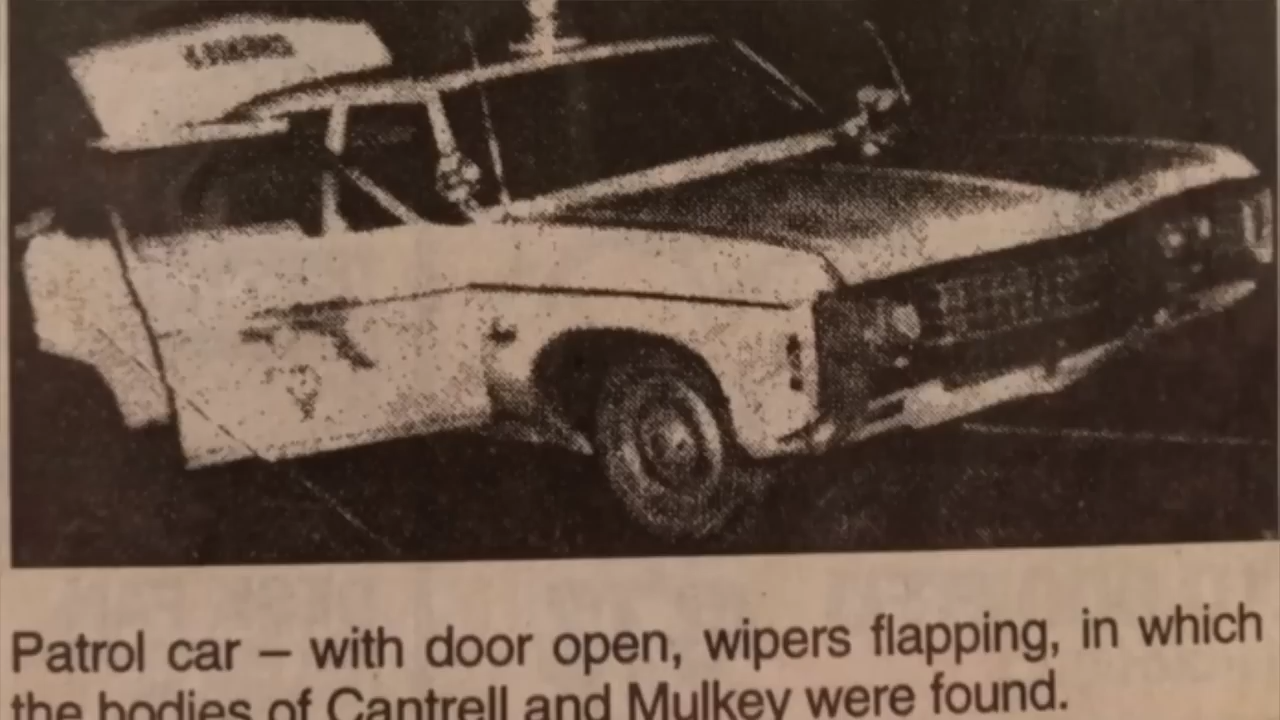 Patrol car – with door open, wipers flapping, in which
the bodies of Cantrell and Mulkey were found.